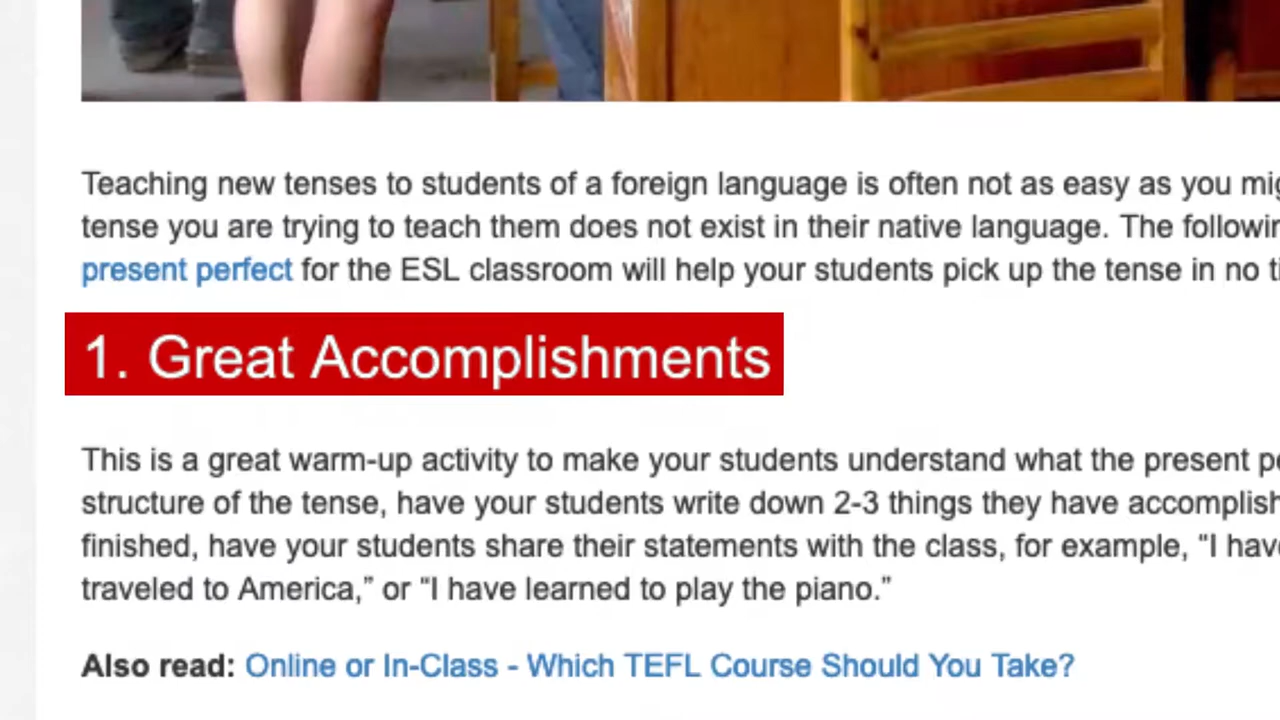 Teaching new tenses to students of a foreign language is often not as easy as you
tense you are trying to teach them does not exist in their native language. The
present perfect for the ESL classroom will help your students pick up the tense in no
1. Great Accomplishments
This is a great warm-up activity to make your students understand what the present
structure of the tense, have your students write down 2-3 things they have
finished, have your students share their statements with the class, for example, “I
traveled to America,” or “I have learned to play the piano.”
Also read: Online or In-Class - Which TEFL Course Should You Take?